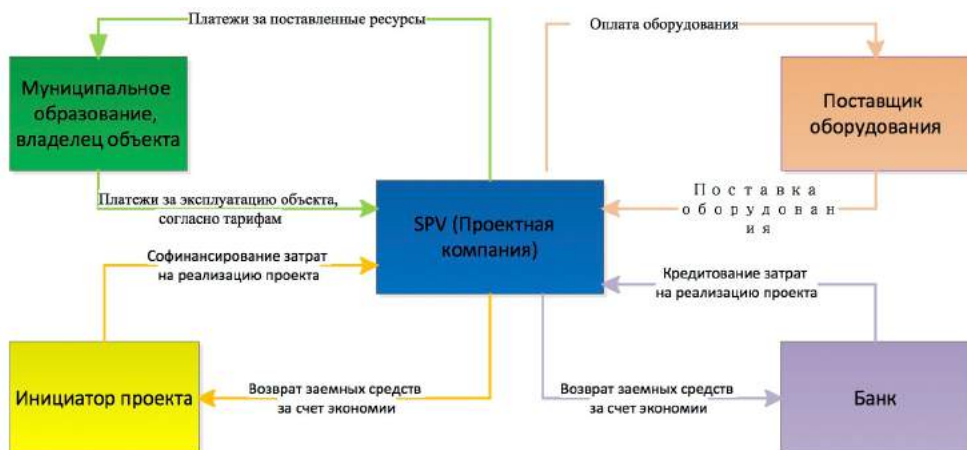 Платежи за поставленные ресурсы
Оплата оборудования
Муниципальное
образование,
владелец объекта
Поставщик
оборудования
Платежи за эксплуатацию объекта,
согласно тарифам
SPV (Проектная
компания)
Поставка
оборудован
ия
Софинансирование затрат
на реализацию проекта
Кредитование затрат
на реализацию проекта
Инициатор проекта
Возврат заемных средств
за счет экономии
Возврат заемных средств
за счет экономии
Банк